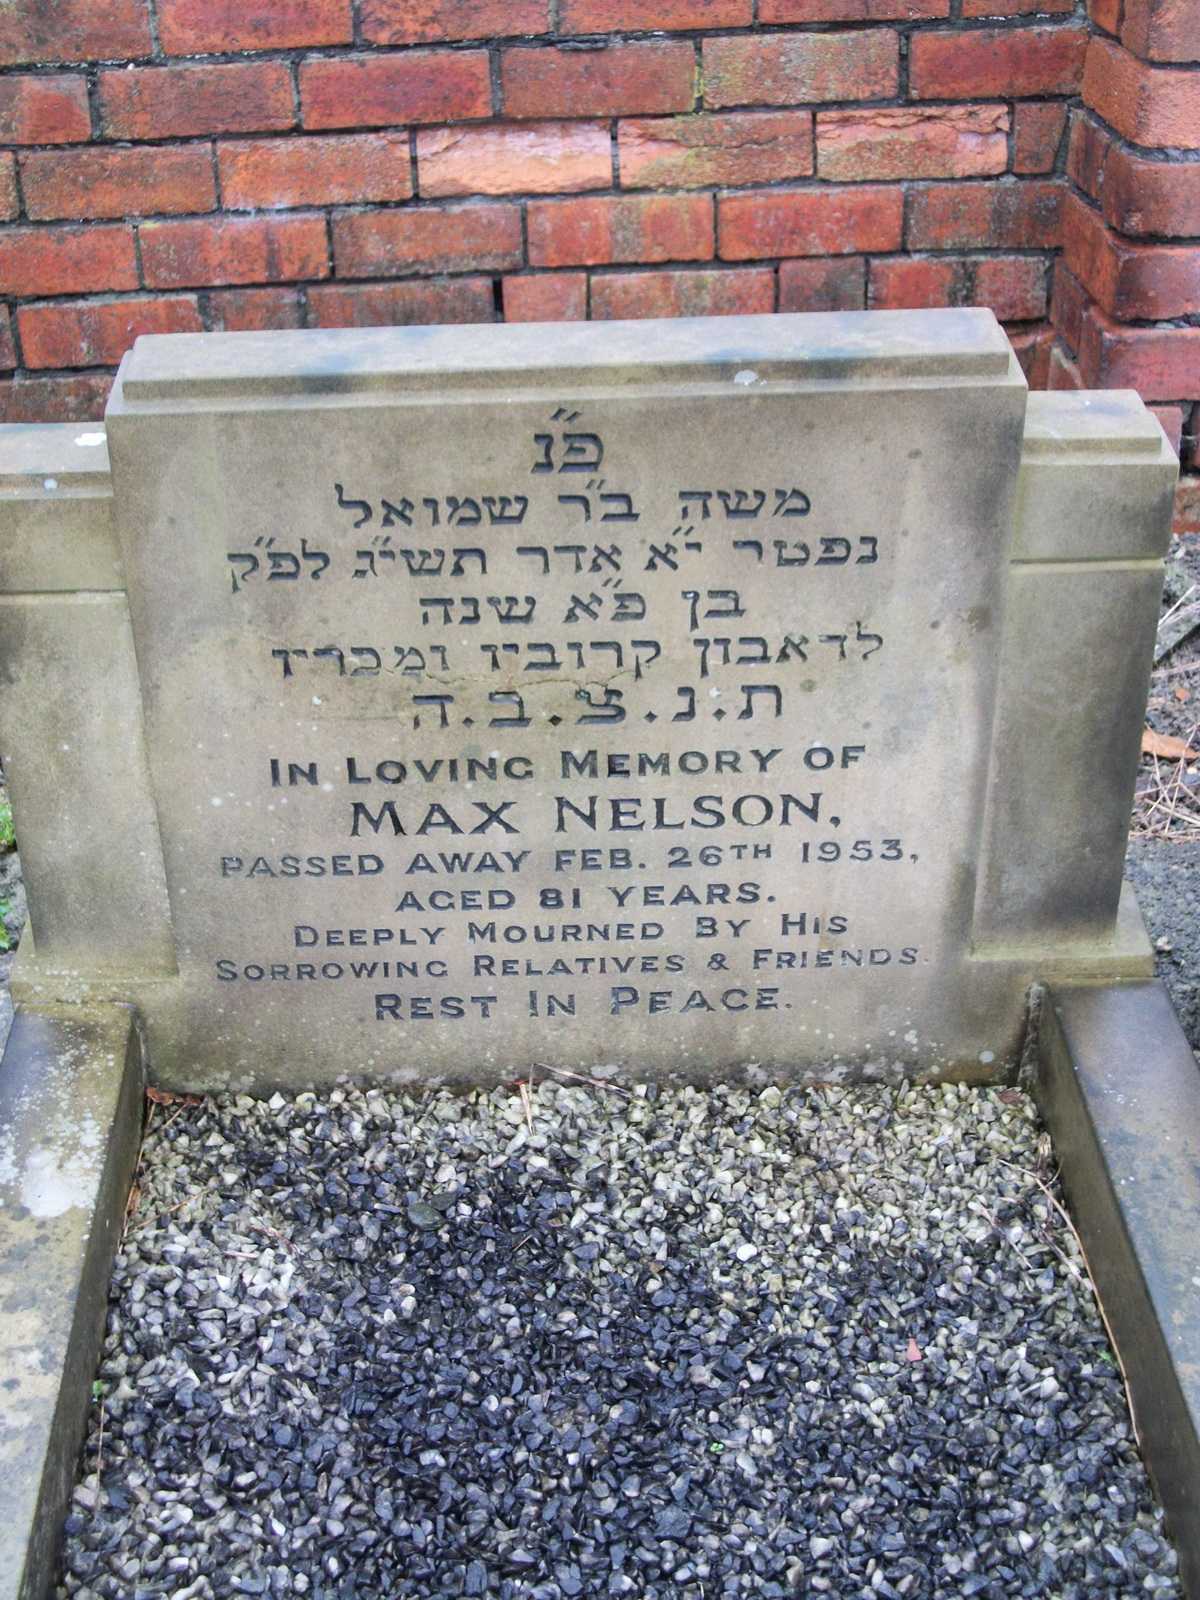 פ״נ
משה ב״ר שמואל
נפטר י״א אדר תשי״ג לפ״ק
בן פ״א שנה
לדאבון קרוביו ומכריו
ת.נ.צ.ב.ה
IN LOVING MEMORY OF
MAX NELSON,
PASSED AWAY FEB. 26TH 1953,
AGED 81 YEARS.
DEEPLY MOURNED BY HIS
SORROWING RELATIVES & FRIENDS.
REST IN PEACE.